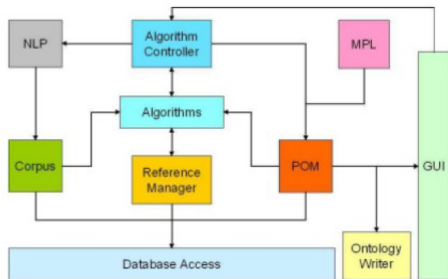 NLP
Algorithm
Controller
MPL
Algorithms
Corpus
Reference
Manager
POM
GUI
Database Access
Ontology
Writer